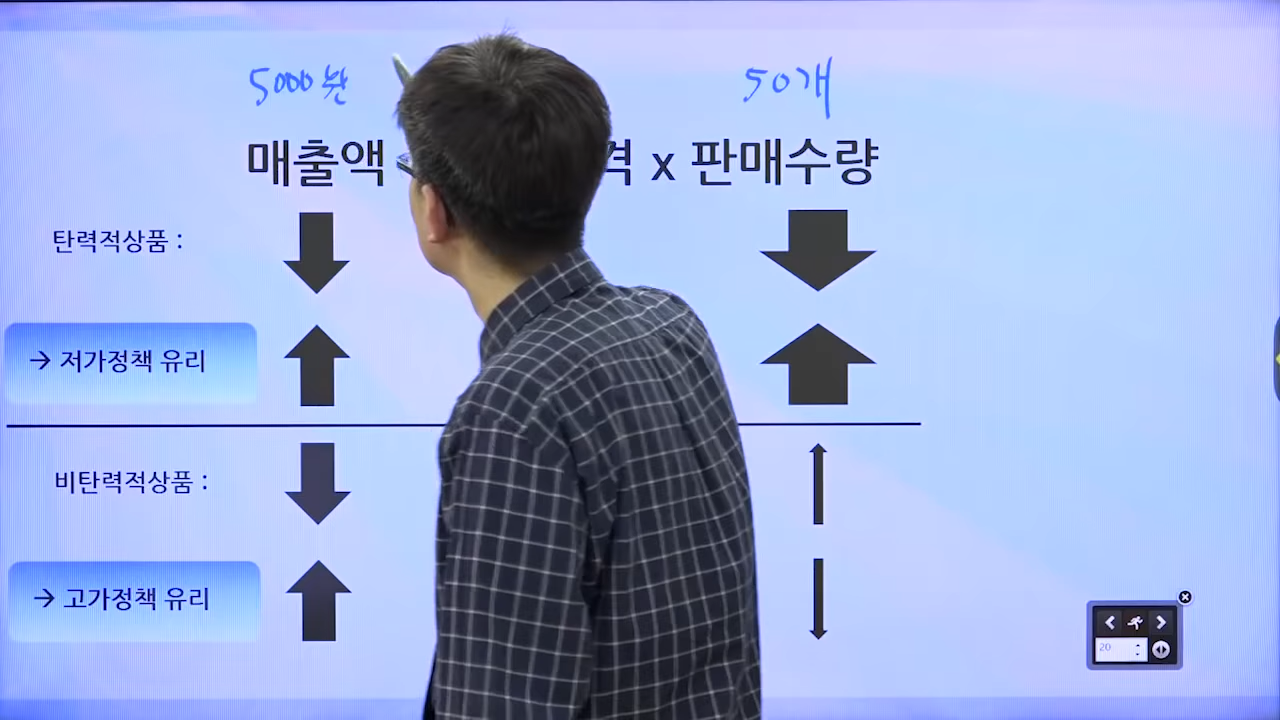 5000원 50개
매출액 격 x 판매수량
탄력적상품 :
→ 저가정책 유리
비탄력적상품 :
→ 고가정책 유리
20